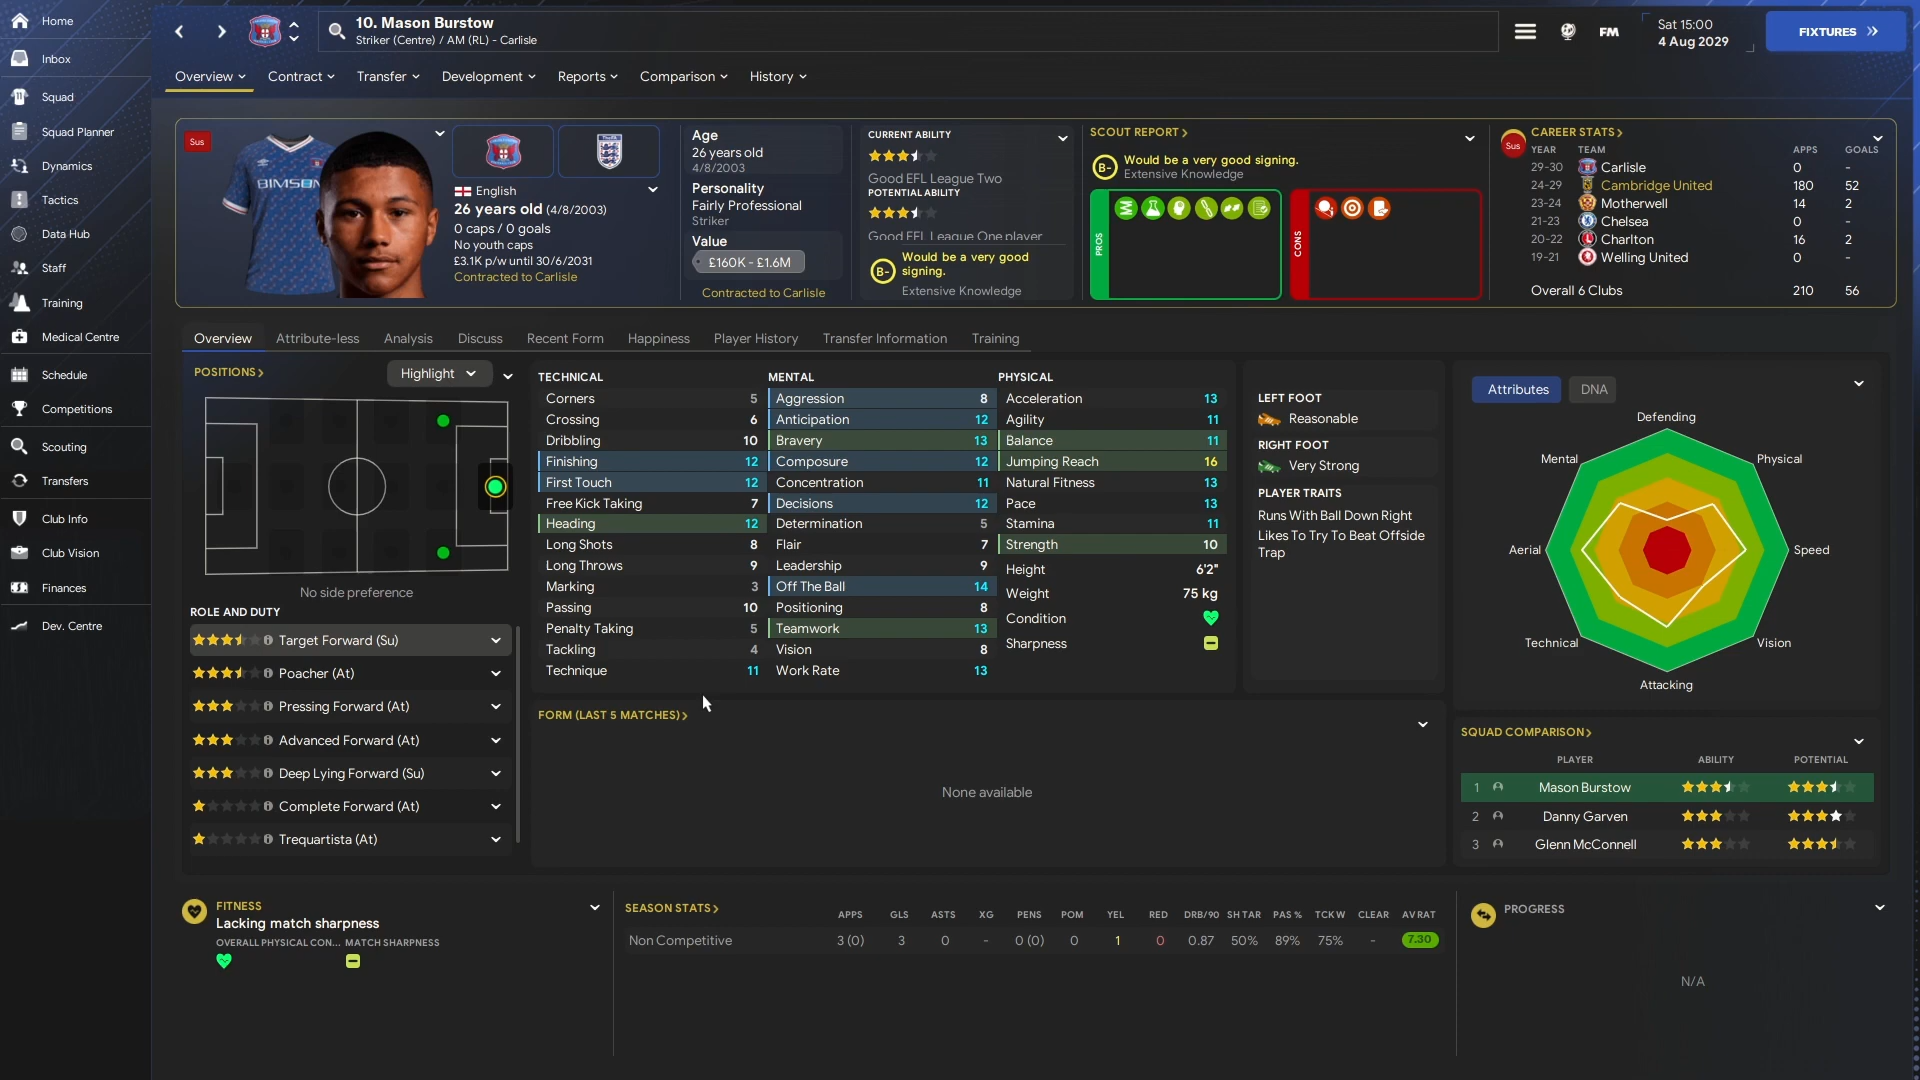 Home
Inbox
Squad
Squad Planner
Dynamics
Tactics
Data Hub
Staff
Training
Medical Centre
Schedule
Competitions
Scouting
Transfers
Club Info
Club Vision
Finances
Dev. Centre
10. Mason Burstow
Striker (Centre) / AM (RL) - Carlisle
FM
Sat 15:00
4 Aug 2029
FIXTURES
Overview Contract Transfer Development Reports Comparison History
Sus
BIMSON
English
26 years old (4/8/2003)
0 caps / 0 goals
No youth caps
£3.1K p/w until 30/6/2031
Contracted to Carlisle
Age
26 years old
4/8/2003
Personality
Fairly Professional
Striker
Value
£160K - £1.6M
Contracted to Carlisle
CURRENT ABILITY
Good EFL League Two
POTENTIAL ABILITY
Good EFL League One player
B-
Would be a very good signing.
Extensive Knowledge
SCOUT REPORT
B-
Would be a very good signing.
Extensive Knowledge
PROS
CONS
Sus
CAREER STATS
YEAR TEAM APPS GOALS
29-30 Carlisle 0 -
24-29 Cambridge United 180 52
23-24 Motherwell 14 2
21-23 Chelsea 0 -
20-22 Charlton 16 2
19-21 Welling United 0 -
Overall 6 Clubs 210 56
Overview Attribute-less Analysis Discuss Recent Form Happiness Player History Transfer Information Training
POSITIONS
Highlight
No side preference
ROLE AND DUTY
Target Forward (Su)
Poacher (At)
Pressing Forward (At)
Advanced Forward (At)
Deep Lying Forward (Su)
Complete Forward (At)
Trequartista (At)
TECHNICAL
Corners 5
Crossing 6
Dribbling 10
Finishing 12
First Touch 12
Free Kick Taking 7
Heading 12
Long Shots 8
Long Throws 9
Marking 3
Passing 10
Penalty Taking 5
Tackling 4
Technique 11
MENTAL
Aggression 8
Anticipation 12
Bravery 13
Composure 12
Concentration 11
Decisions 12
Determination 5
Flair 7
Leadership 9
Off The Ball 14
Positioning 8
Teamwork 13
Vision 8
Work Rate 13
PHYSICAL
Acceleration 13
Agility 11
Balance 11
Jumping Reach 16
Natural Fitness 13
Pace 13
Stamina 11
Strength 10
Height 6'2"
Weight 75 kg
Condition
Sharpness
LEFT FOOT
Reasonable
RIGHT FOOT
Very Strong
PLAYER TRAITS
Runs With Ball Down Right
Likes To Try To Beat Offside
Trap
Attributes DNA
Defending
Mental Physical
Aerial Speed
Technical Vision
Attacking
FORM (LAST 5 MATCHES)
None available
SQUAD COMPARISON
PLAYER ABILITY POTENTIAL
1 Mason Burstow
2 Danny Garven
3 Glenn McConnell
FITNESS
Lacking match sharpness
OVERALL PHYSICAL CON... MATCH SHARPNESS
SEASON STATS
APPS GLS ASTS XG PENS POM YEL RED DRB/90 SH TAR PAS % TCK W CLEAR AV RAT
Non Competitive 3 (0) 3 0 - 0 (0) 0 1 0 0.87 50% 89% 75% - 7.30
PROGRESS
N/A